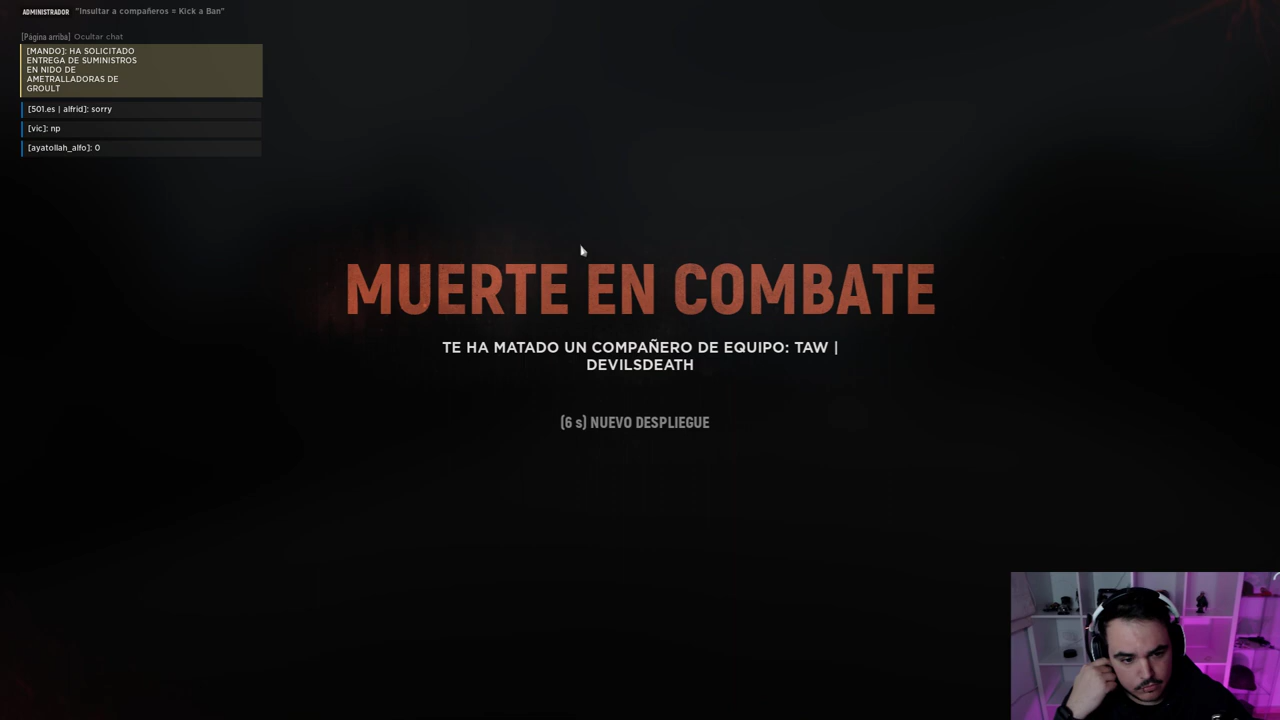 ADMINISTRADOR "Insultar a compañeros = Kick a Ban"
[Página arriba] Ocultar chat
[MANDO]: HA SOLICITADO
ENTREGA DE SUMINISTROS
EN NIDO DE
AMETRALLADORAS DE
GROULT
[501.es | alfrid]: sorry
[vic]: np
[ayatollah_alfo]: 0
MUERTE EN COMBATE
TE HA MATADO UN COMPAÑERO DE EQUIPO: TAW |
DEVILSDEATH
(6 s) NUEVO DESPLIEGUE